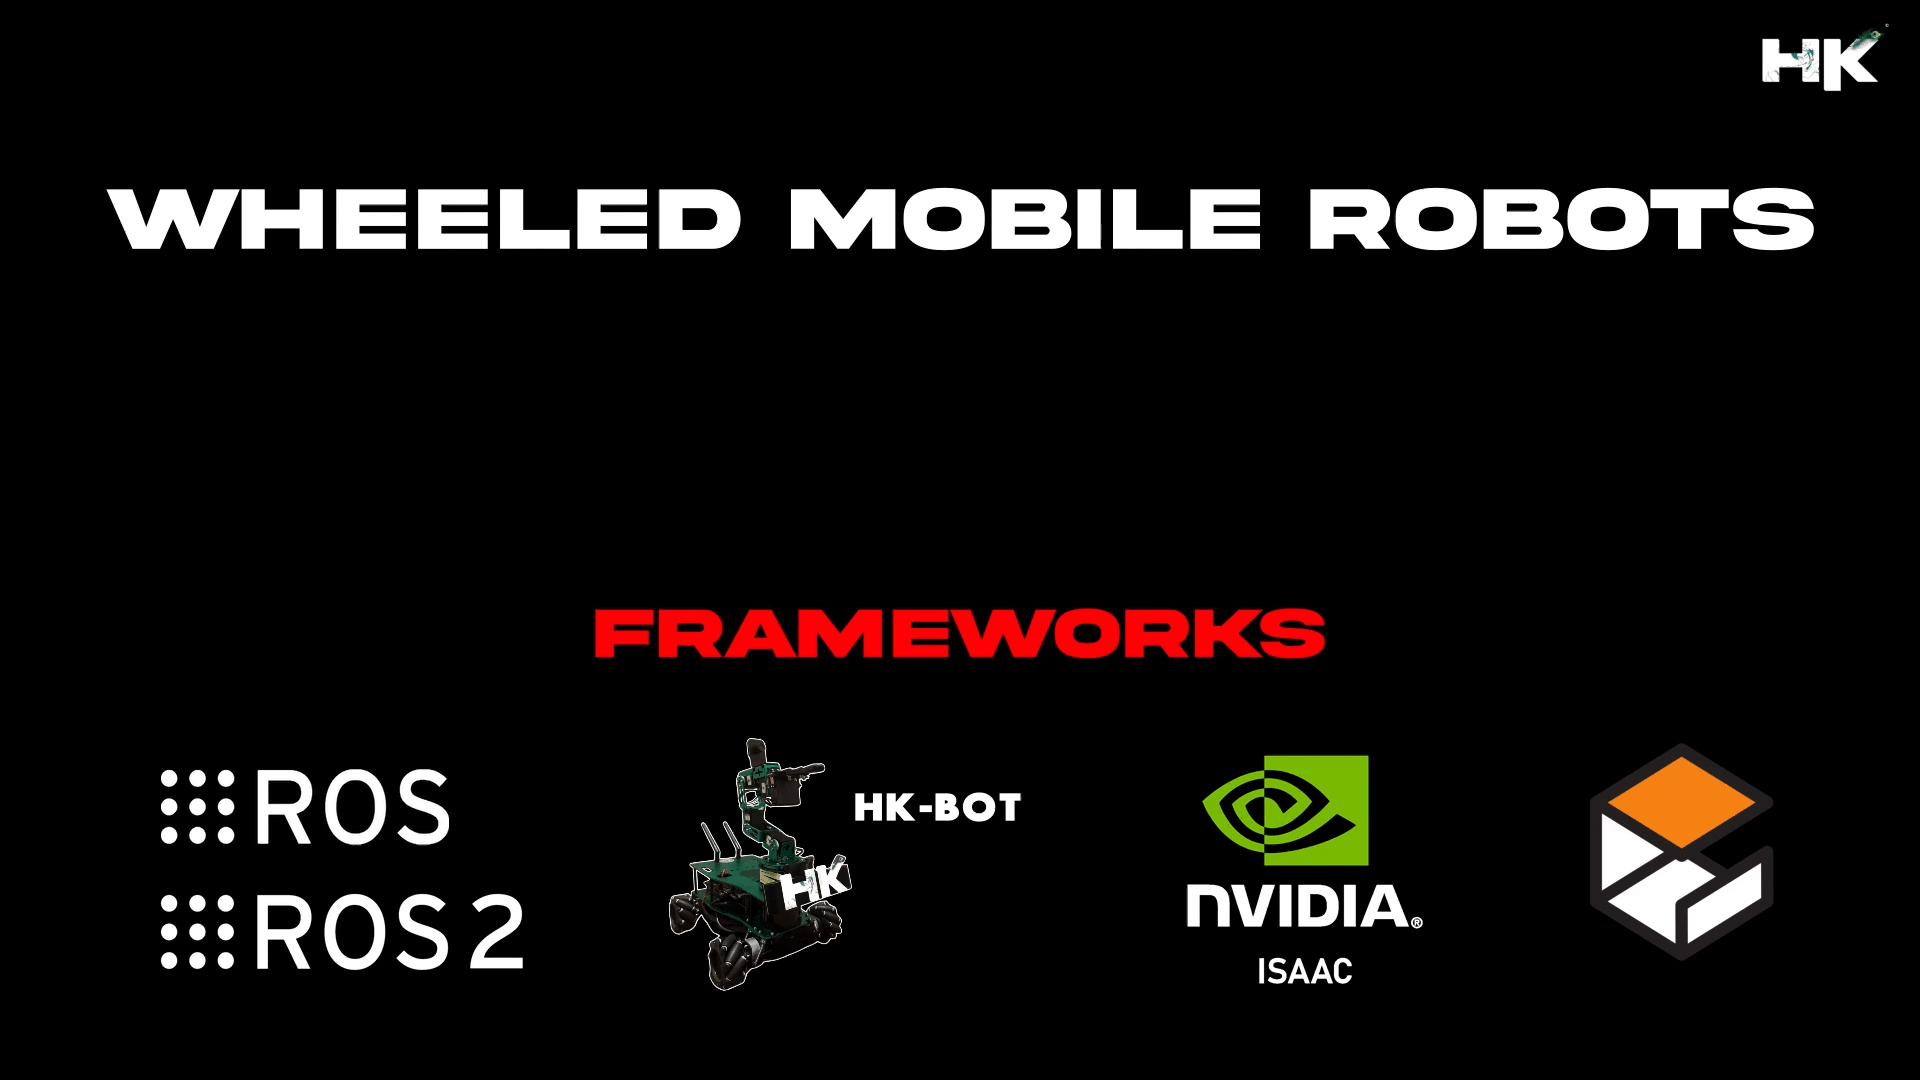 HK
WHEELED MOBILE ROBOTS
FRAMEWORKS
ROS
ROS 2
HK-BOT
HK
NVIDIA®
ISAAC